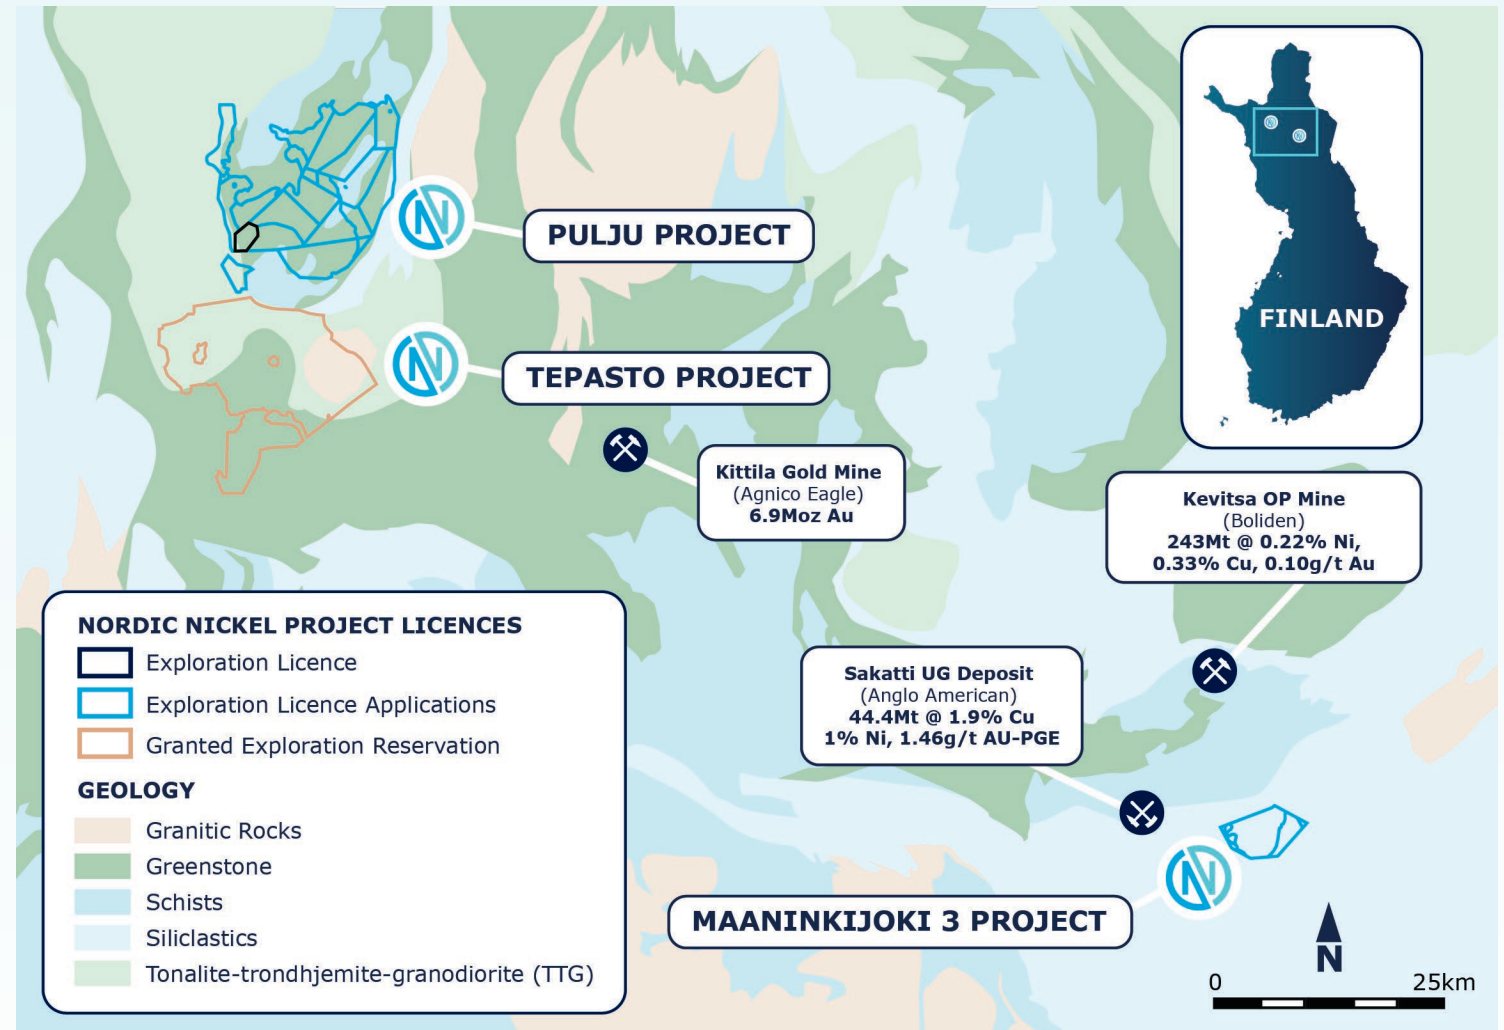 PULJU PROJECT
TEPASTO PROJECT
FINLAND
Kittila Gold Mine
(Agnico Eagle)
6.9Moz Au
Kevitsa OP Mine
(Boliden)
243Mt @ 0.22% Ni,
0.33% Cu, 0.10g/t Au
Sakatti UG Deposit
(Anglo American)
44.4Mt @ 1.9% Cu
1% Ni, 1.46g/t AU-PGE
MAANINKIJOKI 3 PROJECT
NORDIC NICKEL PROJECT LICENCES
Exploration Licence
Exploration Licence Applications
Granted Exploration Reservation
GEOLOGY
Granitic Rocks
Greenstone
Schists
Siliclastics
Tonalite-trondhjemite-granodiorite (TTG)
N
0 25km